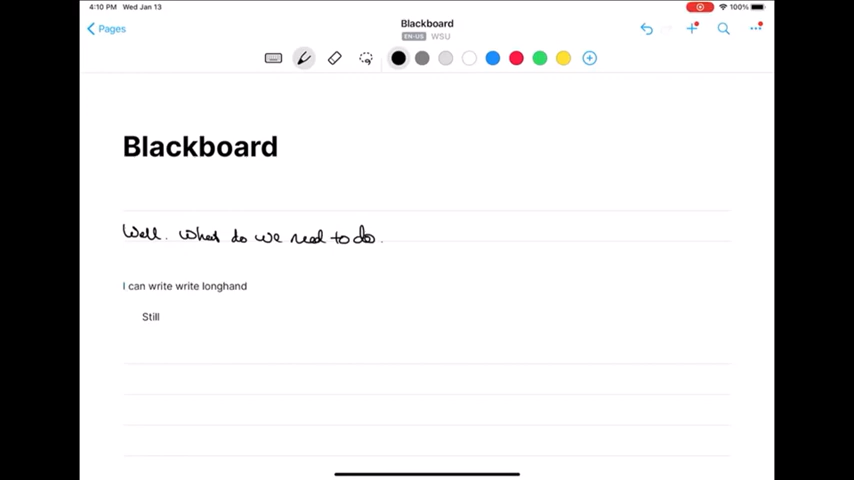 4:10 PM Wed Jan 13 100%
Pages Blackboard
EN-US WSU
Blackboard
Well. What do we need to do.
I can write write longhand
Still